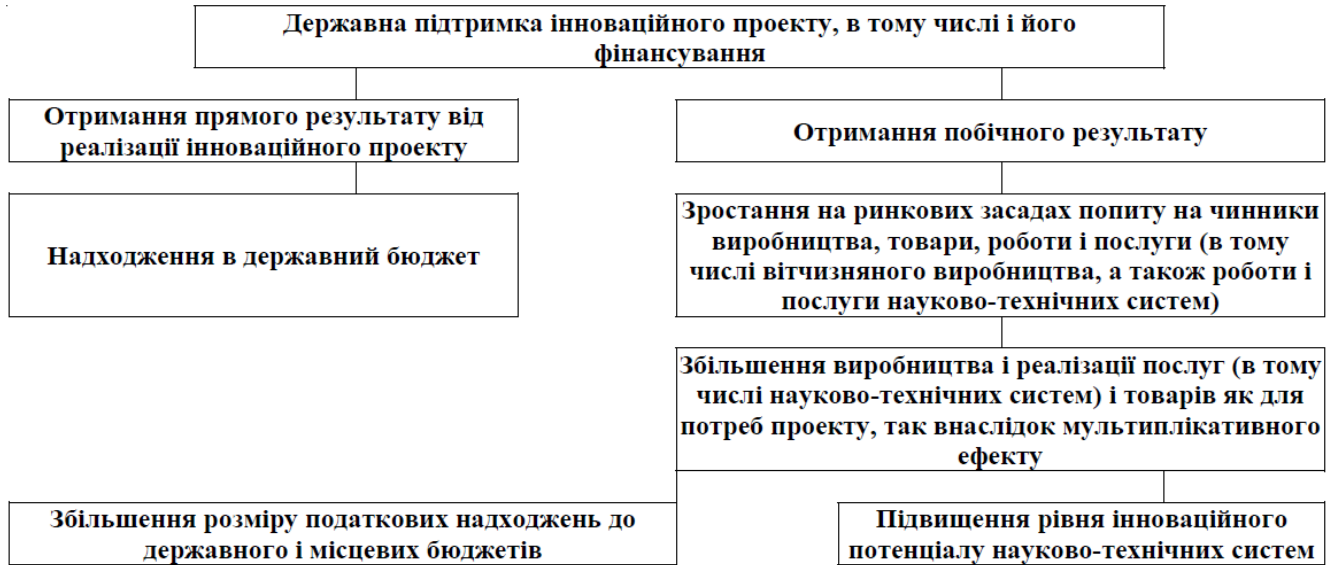 Державна підтримка інноваційного проекту, в тому числі і його
фінансування
Отримання прямого результату від
реалізації інноваційного проекту
Отримання побічного результату
Надходження в державний бюджет
Зростання на ринкових засадах попиту на чинники
виробництва, товари, роботи і послуги (в тому
числі вітчизняного виробництва, а також роботи і
послуги науково-технічних систем)
Збільшення виробництва і реалізації послуг (в тому
числі науково-технічних систем) і товарів як для
потреб проекту, так внаслідок мультиплікативного
ефекту
Збільшення розміру податкових надходжень до
державного і місцевих бюджетів
Підвищення рівня інноваційного
потенціалу науково-технічних систем